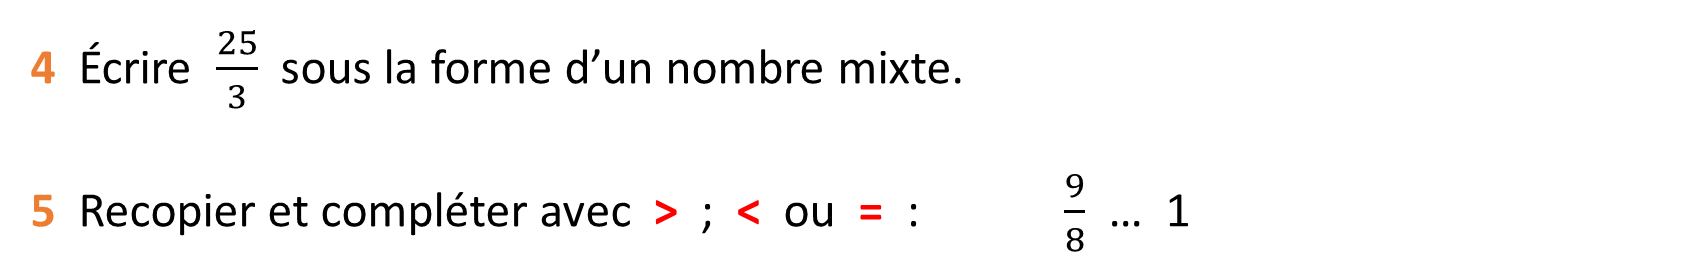 4 Écrire 25/3 sous la forme d’un nombre mixte.
5 Recopier et compléter avec > ; < ou = : 9/8 … 1